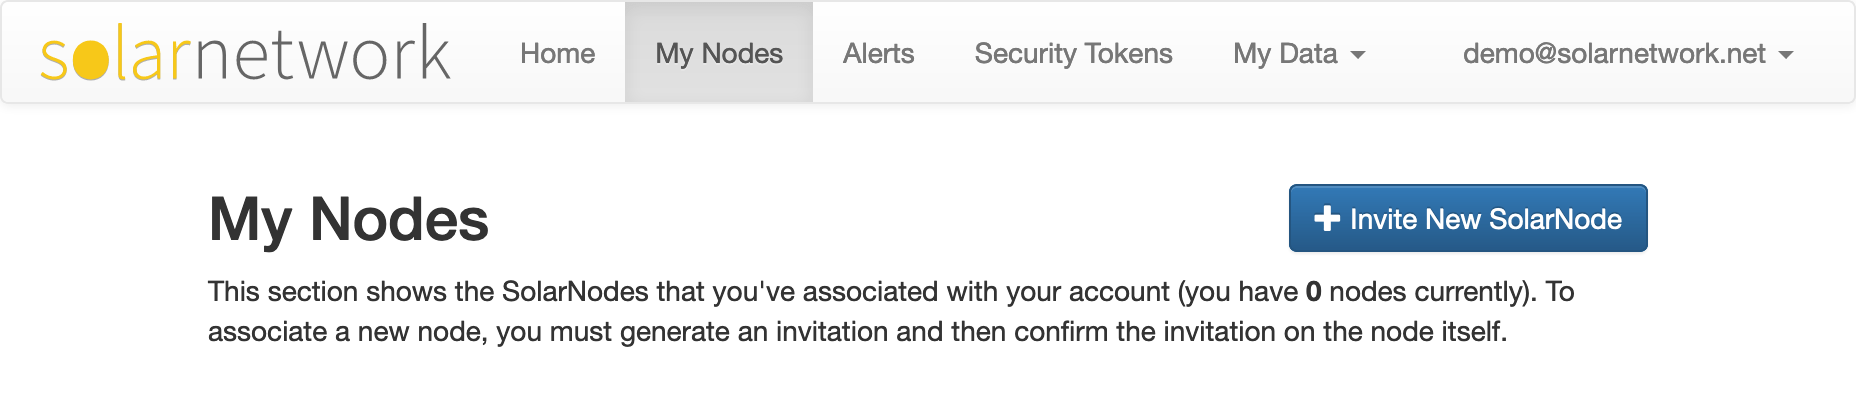 solarnetwork Home My Nodes Alerts Security Tokens My Data demo@solarnetwork.net
My Nodes
Invite New SolarNode
This section shows the SolarNodes that you've associated with your account (you have 0 nodes currently). To
associate a new node, you must generate an invitation and then confirm the invitation on the node itself.